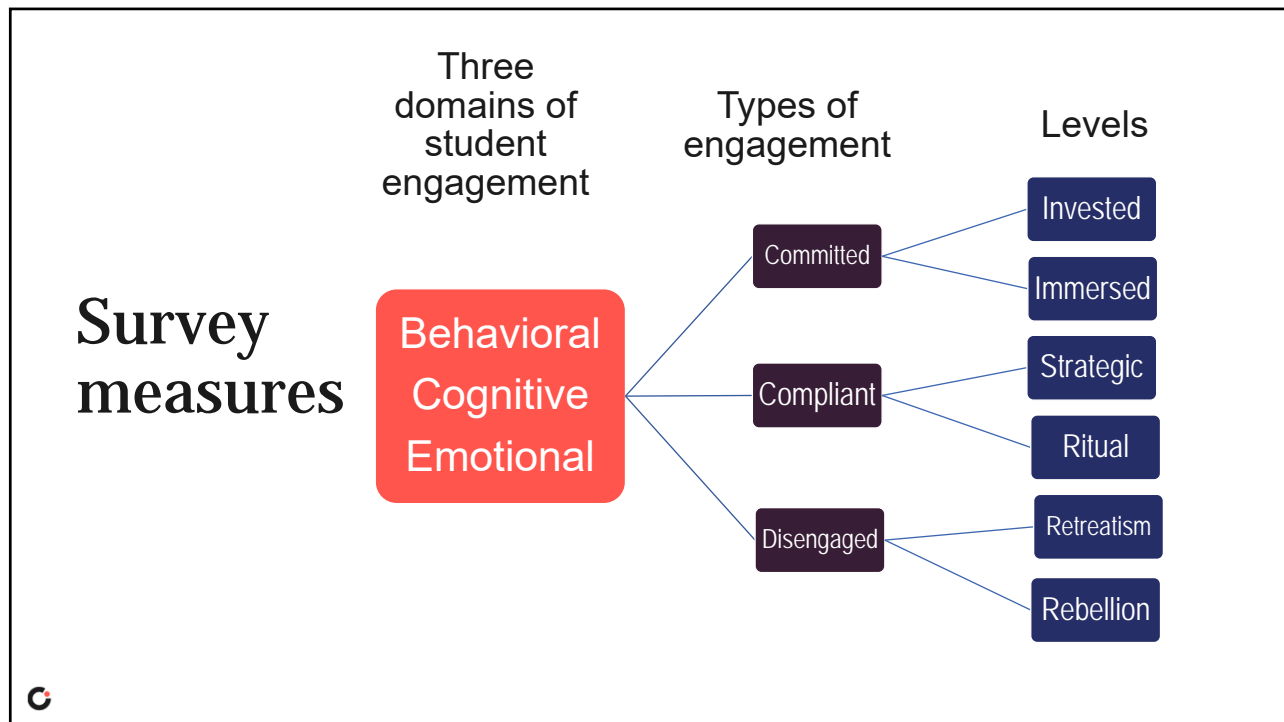 Three
domains of
student
engagement
Types of
engagement
Levels
Survey
measures
Behavioral
Cognitive
Emotional
Committed
Compliant
Disengaged
Invested
Immersed
Strategic
Ritual
Retreatism
Rebellion